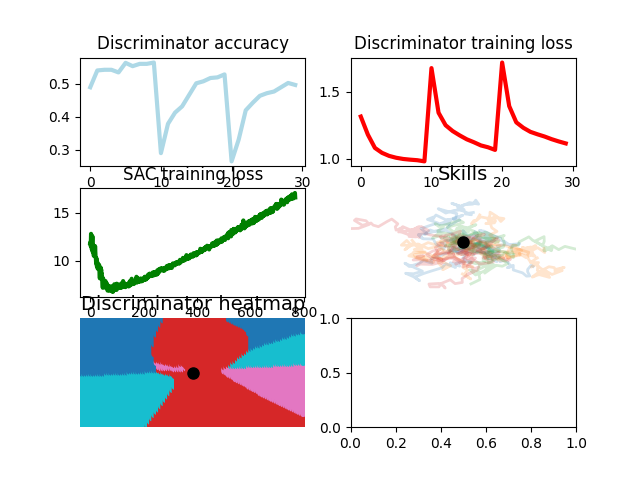 Discriminator accuracy
Discriminator training loss
0.5
0.4
0.3
0 10 20 30
1.5
1.0
0 10 20 30
SAC training loss
Skills
15
10
0 200 400 600 800
Discriminator heatmap
1.0
0.5
0.0
0.0 0.2 0.4 0.6 0.8 1.0